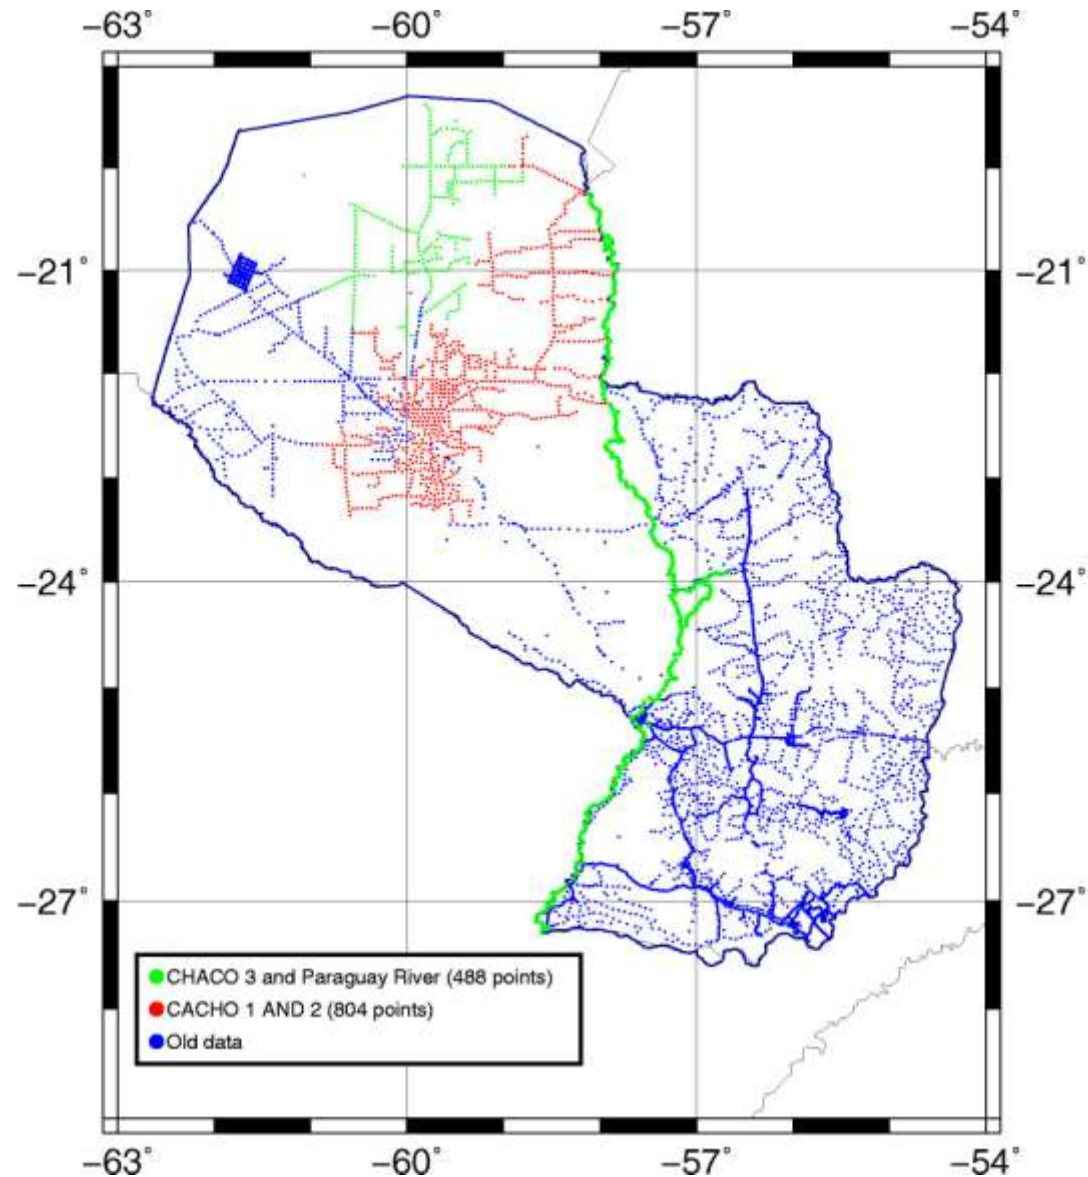 −63° −60° −57° −54°
−21° −21°
−24° −24°
−27° −27°
CHACO 3 and Paraguay River (488 points)
CACHO 1 AND 2 (804 points)
Old data
−63° −60° −57° −54°